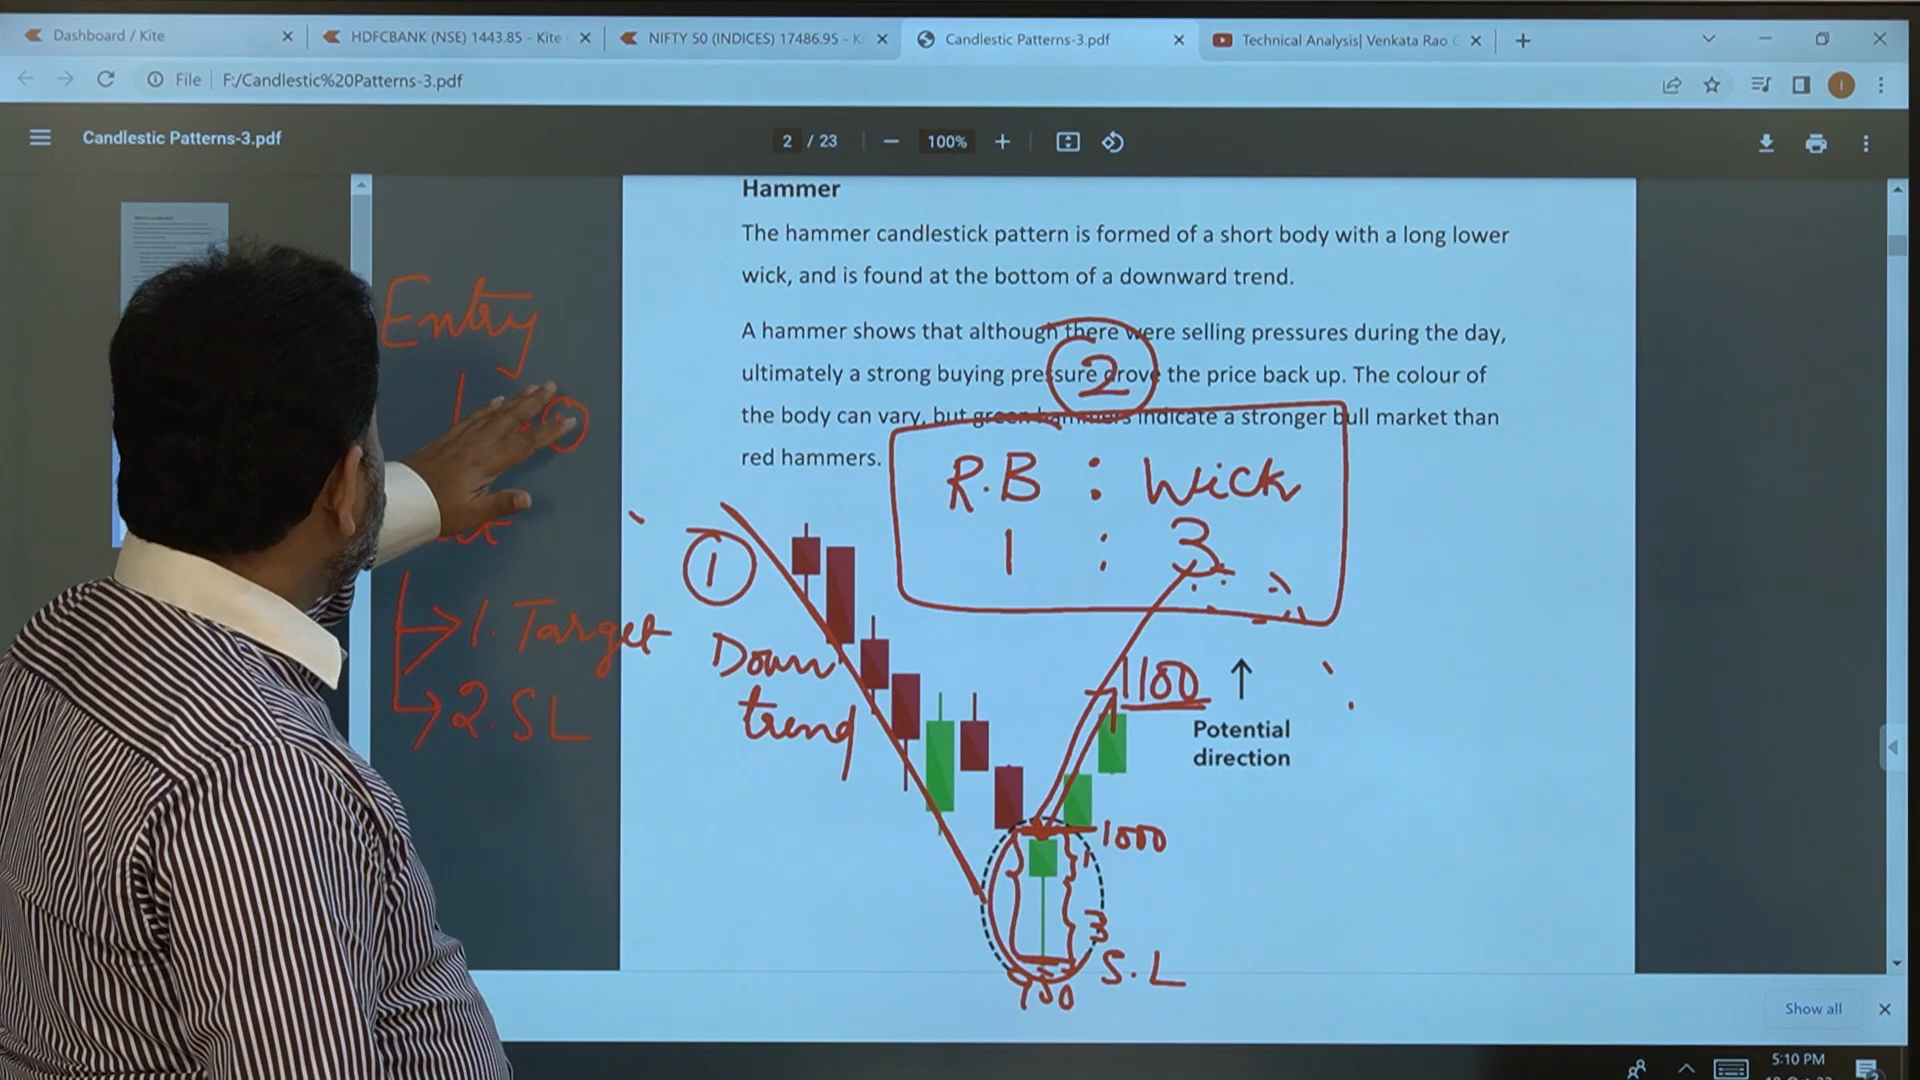 Dashboard / Kite
HDFCBANK (NSE) 1443.85 - Kite
NIFTY 50 (INDICES) 17486.95 - K
Candlestic Patterns-3.pdf
Technical Analysis| Venkata Rao C
File
F:/Candlestic%20Patterns-3.pdf
I
Candlestic Patterns-3.pdf
2 / 23
100%
Hammer
The hammer candlestick pattern is formed of a short body with a long lower
wick, and is found at the bottom of a downward trend.
A hammer shows that although there were selling pressures during the day,
ultimately a strong buying pressure drove the price back up. The colour of
the body can vary, but green hammers indicate a stronger bull market than
red hammers.
Entry
2
R.B : Wick
1 : 3
1
Down
trend
1. Target
2. SL
1100
Potential
direction
1000
1
3
S.L
Show all
5:10 PM